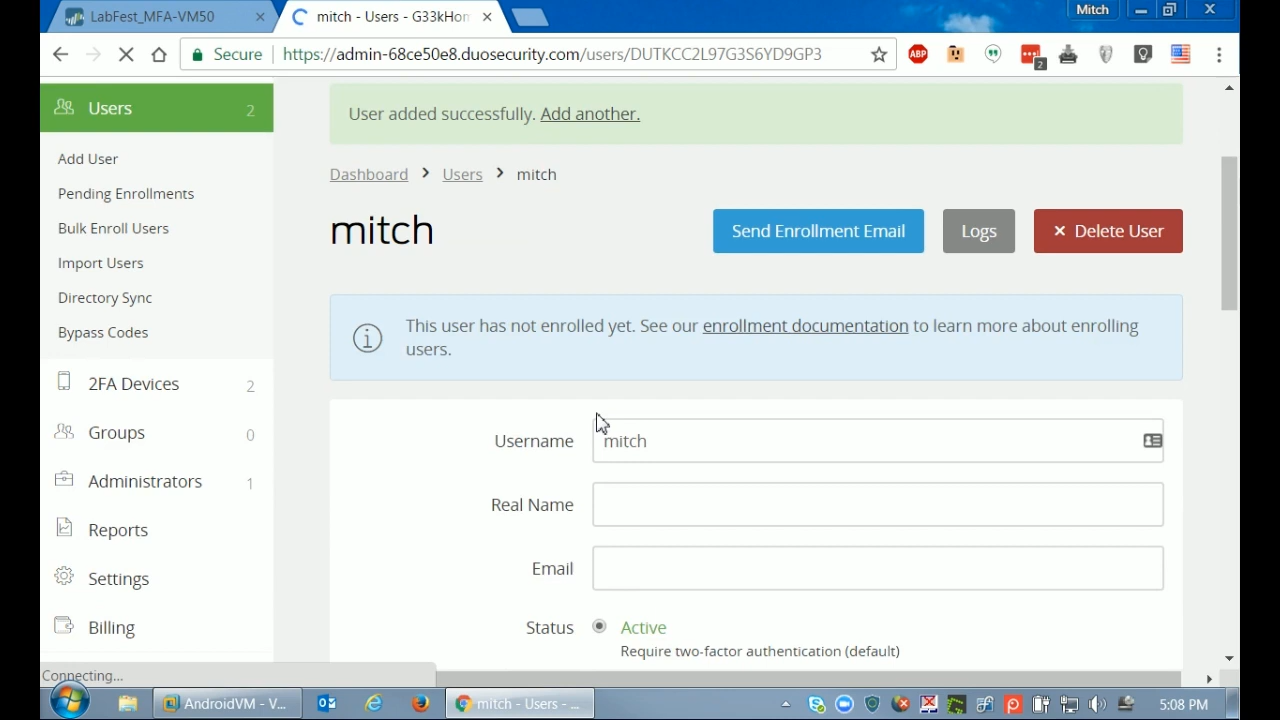 LabFest_MFA-VM50
mitch - Users - G33kHom
Mitch
Secure
https://admin-68ce50e8.duosecurity.com/users/DUTKCC2L97G3S6YD9GP3
ABP
2
Users
2
Add User
Pending Enrollments
Bulk Enroll Users
Import Users
Directory Sync
Bypass Codes
2FA Devices
2
Groups
0
Administrators
1
Reports
Settings
Billing
User added successfully. Add another.
Dashboard
Users
mitch
mitch
Send Enrollment Email
Logs
Delete User
This user has not enrolled yet. See our enrollment documentation to learn more about enrolling
users.
Username
mitch
Real Name
Email
Status
Active
Require two-factor authentication (default)
Connecting...
AndroidVM - V...
mitch - Users - ...
5:08 PM